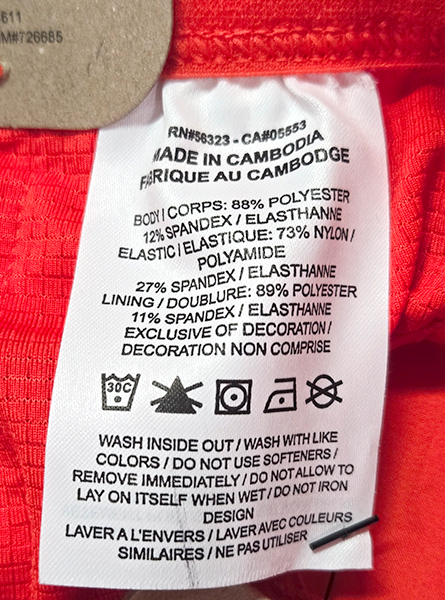 611
M#726685
RN#56323 - CA#05553
MADE IN CAMBODIA
FABRIQUE AU CAMBODGE
BODY / CORPS: 88% POLYESTER
12% SPANDEX / ELASTHANNE
ELASTIC / ELASTIQUE: 73% NYLON /
POLYAMIDE
27% SPANDEX / ELASTHANNE
LINING / DOUBLURE: 89% POLYESTER
11% SPANDEX / ELASTHANNE
EXCLUSIVE OF DECORATION /
DECORATION NON COMPRISE
30C
WASH INSIDE OUT / WASH WITH LIKE
COLORS / DO NOT USE SOFTENERS /
REMOVE IMMEDIATELY / DO NOT ALLOW TO
LAY ON ITSELF WHEN WET / DO NOT IRON
DESIGN
LAVER A L'ENVERS / LAVER AVEC COULEURS
SIMILAIRES / NE PAS UTILISER